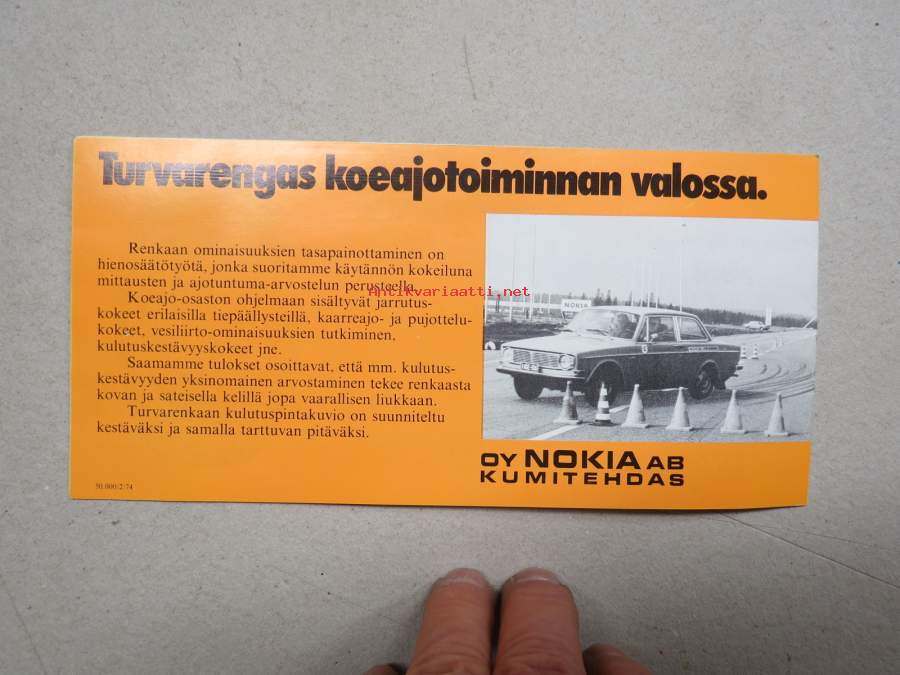 Turvarengas koeajotoiminnan valossa.
Renkaan ominaisuuksien tasapainottaminen on
hienosäätötyötä, jonka suoritamme käytännön kokeiluna
mittausten ja ajotuntuma-arvostelun perusteella.
Koeajo-osaston ohjelmaan sisältyvät jarrutus-
kokeet erilaisilla tiepäällysteillä, kaarreajo- ja pujottelu-
kokeet, vesiliirto-ominaisuuksien tutkiminen,
kulutuskestävyyskokeet jne.
Saamamme tulokset osoittavat, että mm. kulutus-
kestävyyden yksinomainen arvostaminen tekee renkaasta
kovan ja sateisella kelillä jopa vaarallisen liukkaan.
Turvarenkaan kulutuspintakuvio on suunniteltu
kestäväksi ja samalla tarttuvan pitäväksi.
50.000/2/74
NOKIA
OY NOKIA AB
KUMITEHDAS
Antikvariaatti.net